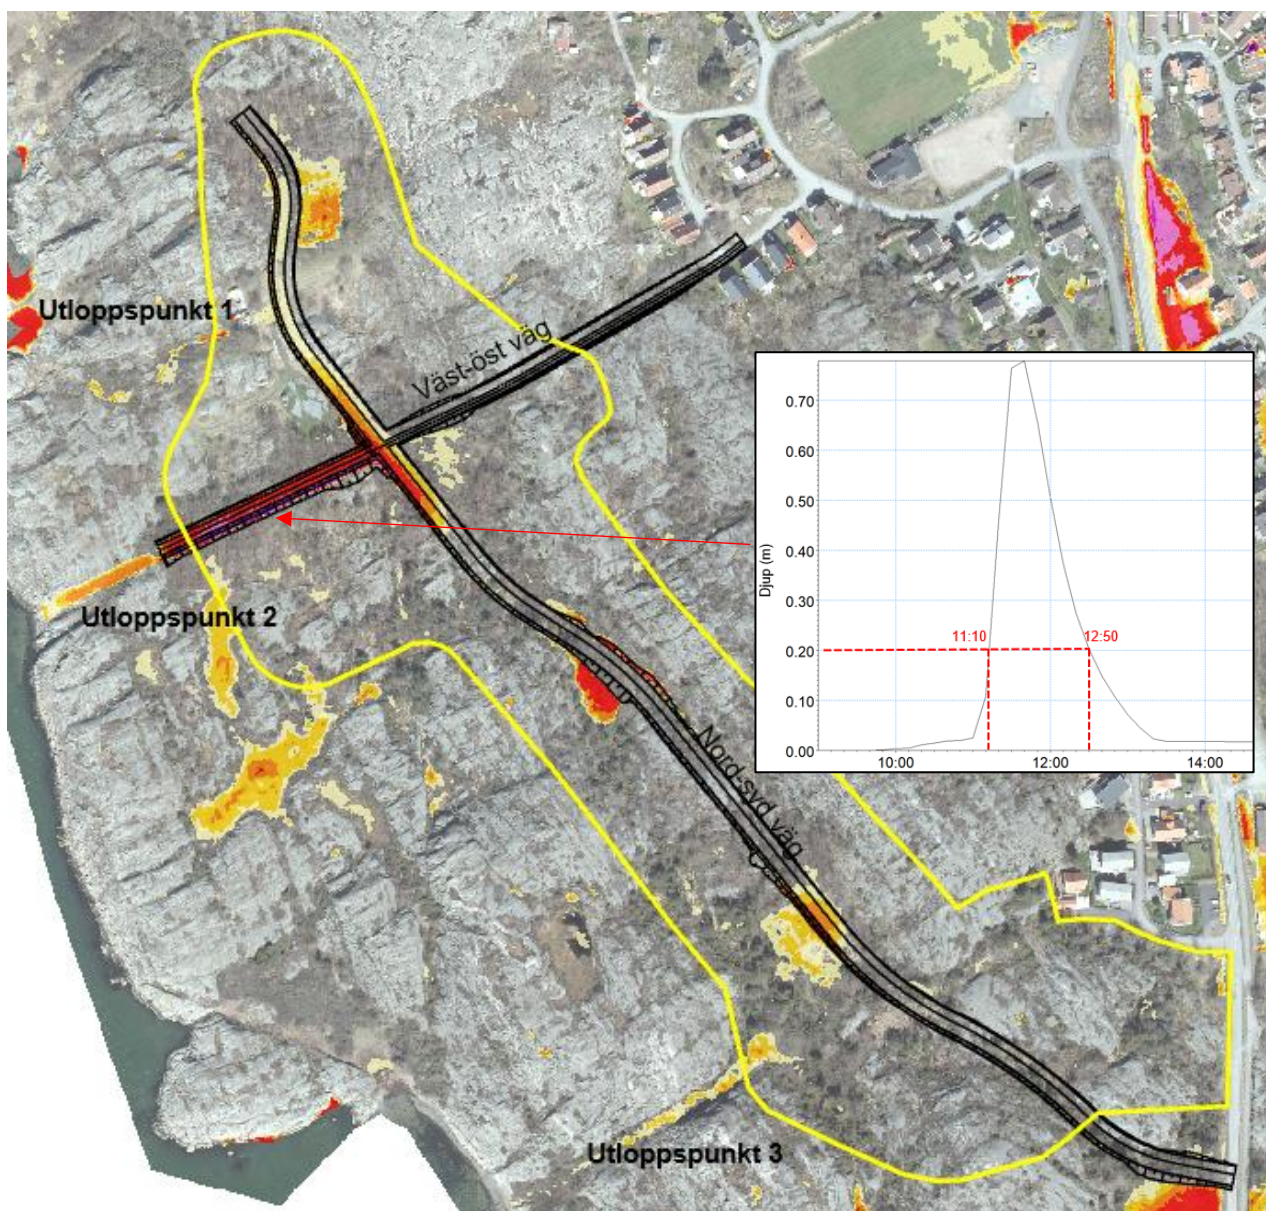 Utloppspunkt 1
Väst-öst väg
Utloppspunkt 2
Nord-syd väg
Utloppspunkt 3
Djup (m)
0.70
0.60
0.50
0.40
0.30
0.20
0.10
0.00
11:10
12:50
10:00
12:00
14:00